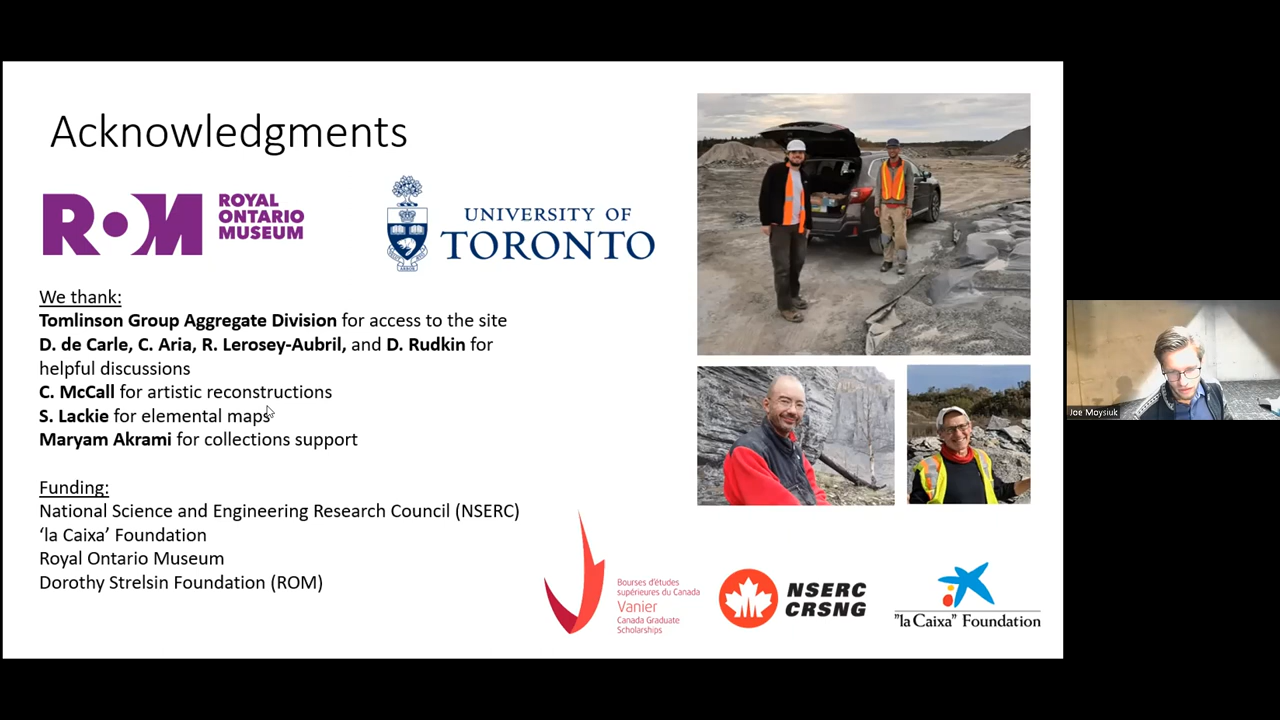 Acknowledgments
ROM
ROYAL
ONTARIO
MUSEUM
UNIVERSITY OF
TORONTO
We thank:
Tomlinson Group Aggregate Division for access to the site
D. de Carle, C. Aria, R. Lerosey-Aubril, and D. Rudkin for
helpful discussions
C. McCall for artistic reconstructions
S. Lackie for elemental maps
Maryam Akrami for collections support
Funding:
National Science and Engineering Research Council (NSERC)
‘la Caixa’ Foundation
Royal Ontario Museum
Dorothy Strelsin Foundation (ROM)
Bourses d'études
supérieures du Canada
Vanier
Canada Graduate
Scholarships
NSERC
CRSNG
"la Caixa" Foundation
Joe Moysiuk